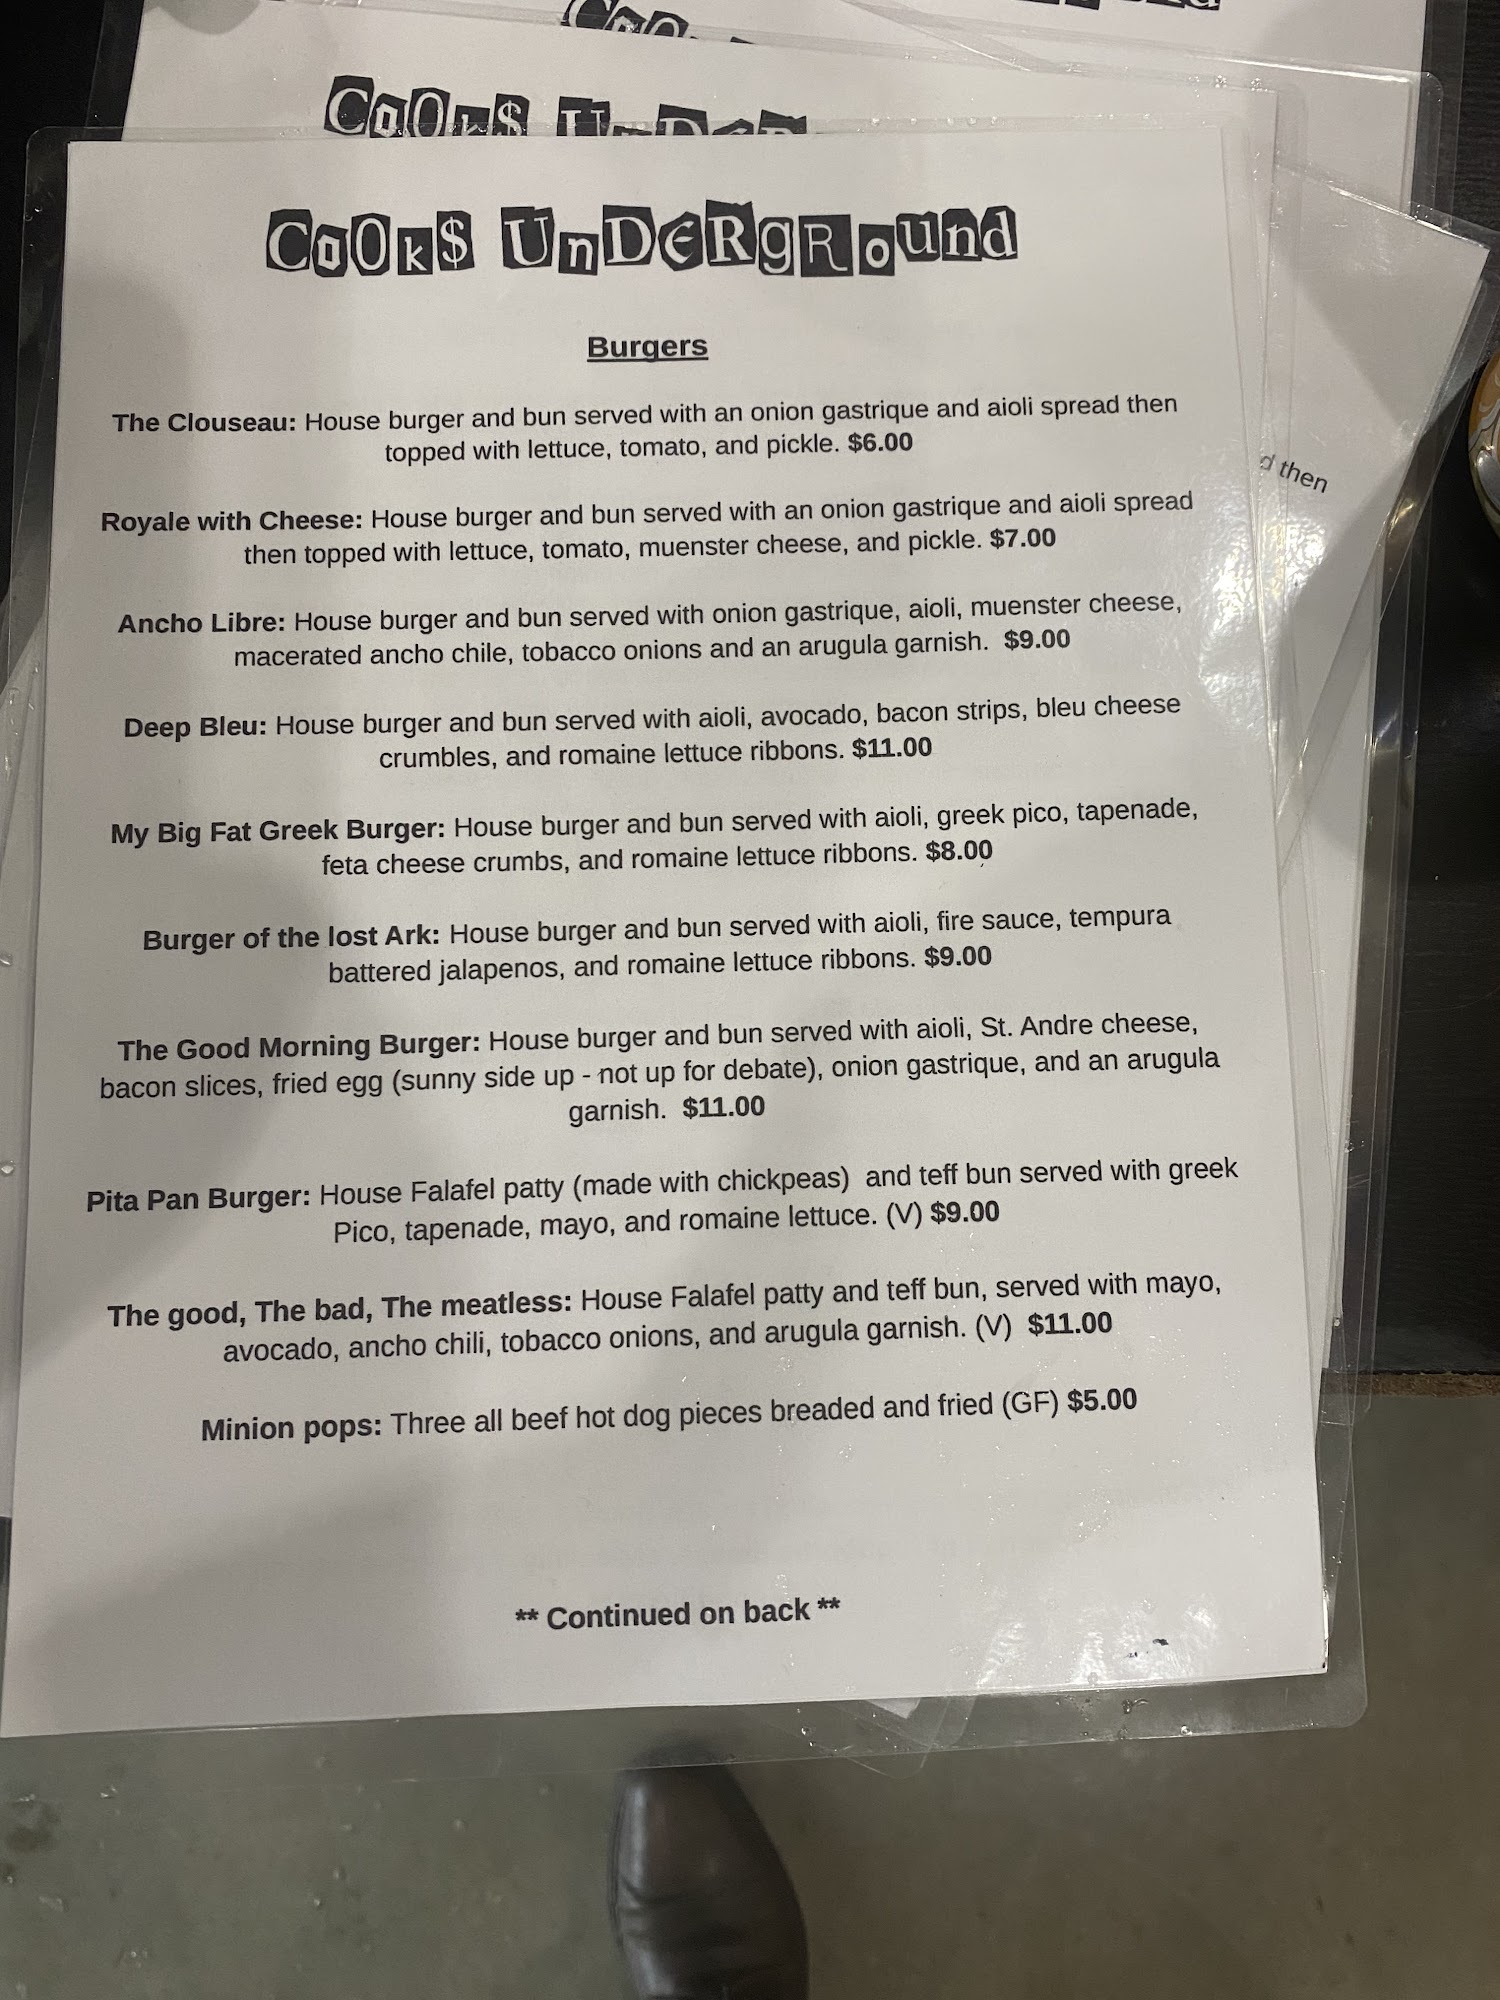 CoOk$ UnDeRgRound
Burgers
The Clouseau: House burger and bun served with an onion gastrique and aioli spread then
topped with lettuce, tomato, and pickle. $6.00
d then
Royale with Cheese: House burger and bun served with an onion gastrique and aioli spread
then topped with lettuce, tomato, muenster cheese, and pickle. $7.00
Ancho Libre: House burger and bun served with onion gastrique, aioli, muenster cheese,
macerated ancho chile, tobacco onions and an arugula garnish. $9.00
Deep Bleu: House burger and bun served with aioli, avocado, bacon strips, bleu cheese
crumbles, and romaine lettuce ribbons. $11.00
My Big Fat Greek Burger: House burger and bun served with aioli, greek pico, tapenade,
feta cheese crumbs, and romaine lettuce ribbons. $8.00
Burger of the lost Ark: House burger and bun served with aioli, fire sauce, tempura
battered jalapenos, and romaine lettuce ribbons. $9.00
The Good Morning Burger: House burger and bun served with aioli, St. Andre cheese,
bacon slices, fried egg (sunny side up - not up for debate), onion gastrique, and an arugula
garnish. $11.00
Pita Pan Burger: House Falafel patty (made with chickpeas) and teff bun served with greek
Pico, tapenade, mayo, and romaine lettuce. (V) $9.00
The good, The bad, The meatless: House Falafel patty and teff bun, served with mayo,
avocado, ancho chili, tobacco onions, and arugula garnish. (V) $11.00
Minion pops: Three all beef hot dog pieces breaded and fried (GF) $5.00
** Continued on back **